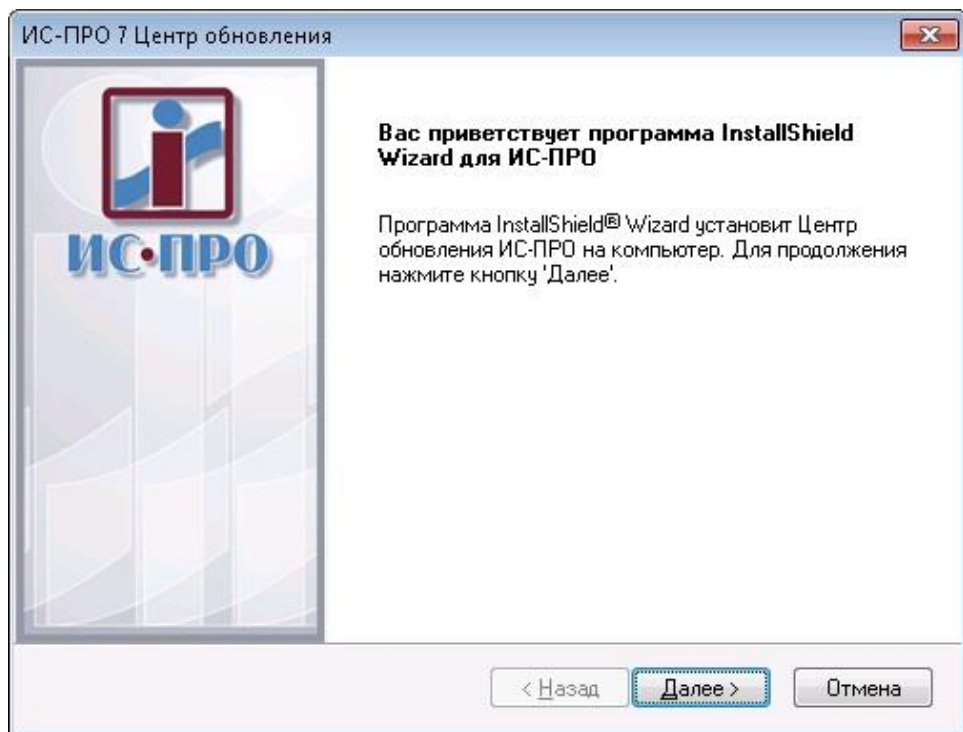 ИС-ПРО 7 Центр обновления
ИС•ПРО
Вас приветствует программа InstallShield
Wizard для ИС-ПРО
Программа InstallShield® Wizard установит Центр
обновления ИС-ПРО на компьютер. Для продолжения
нажмите кнопку 'Далее'.
< Назад
Далее >
Отмена